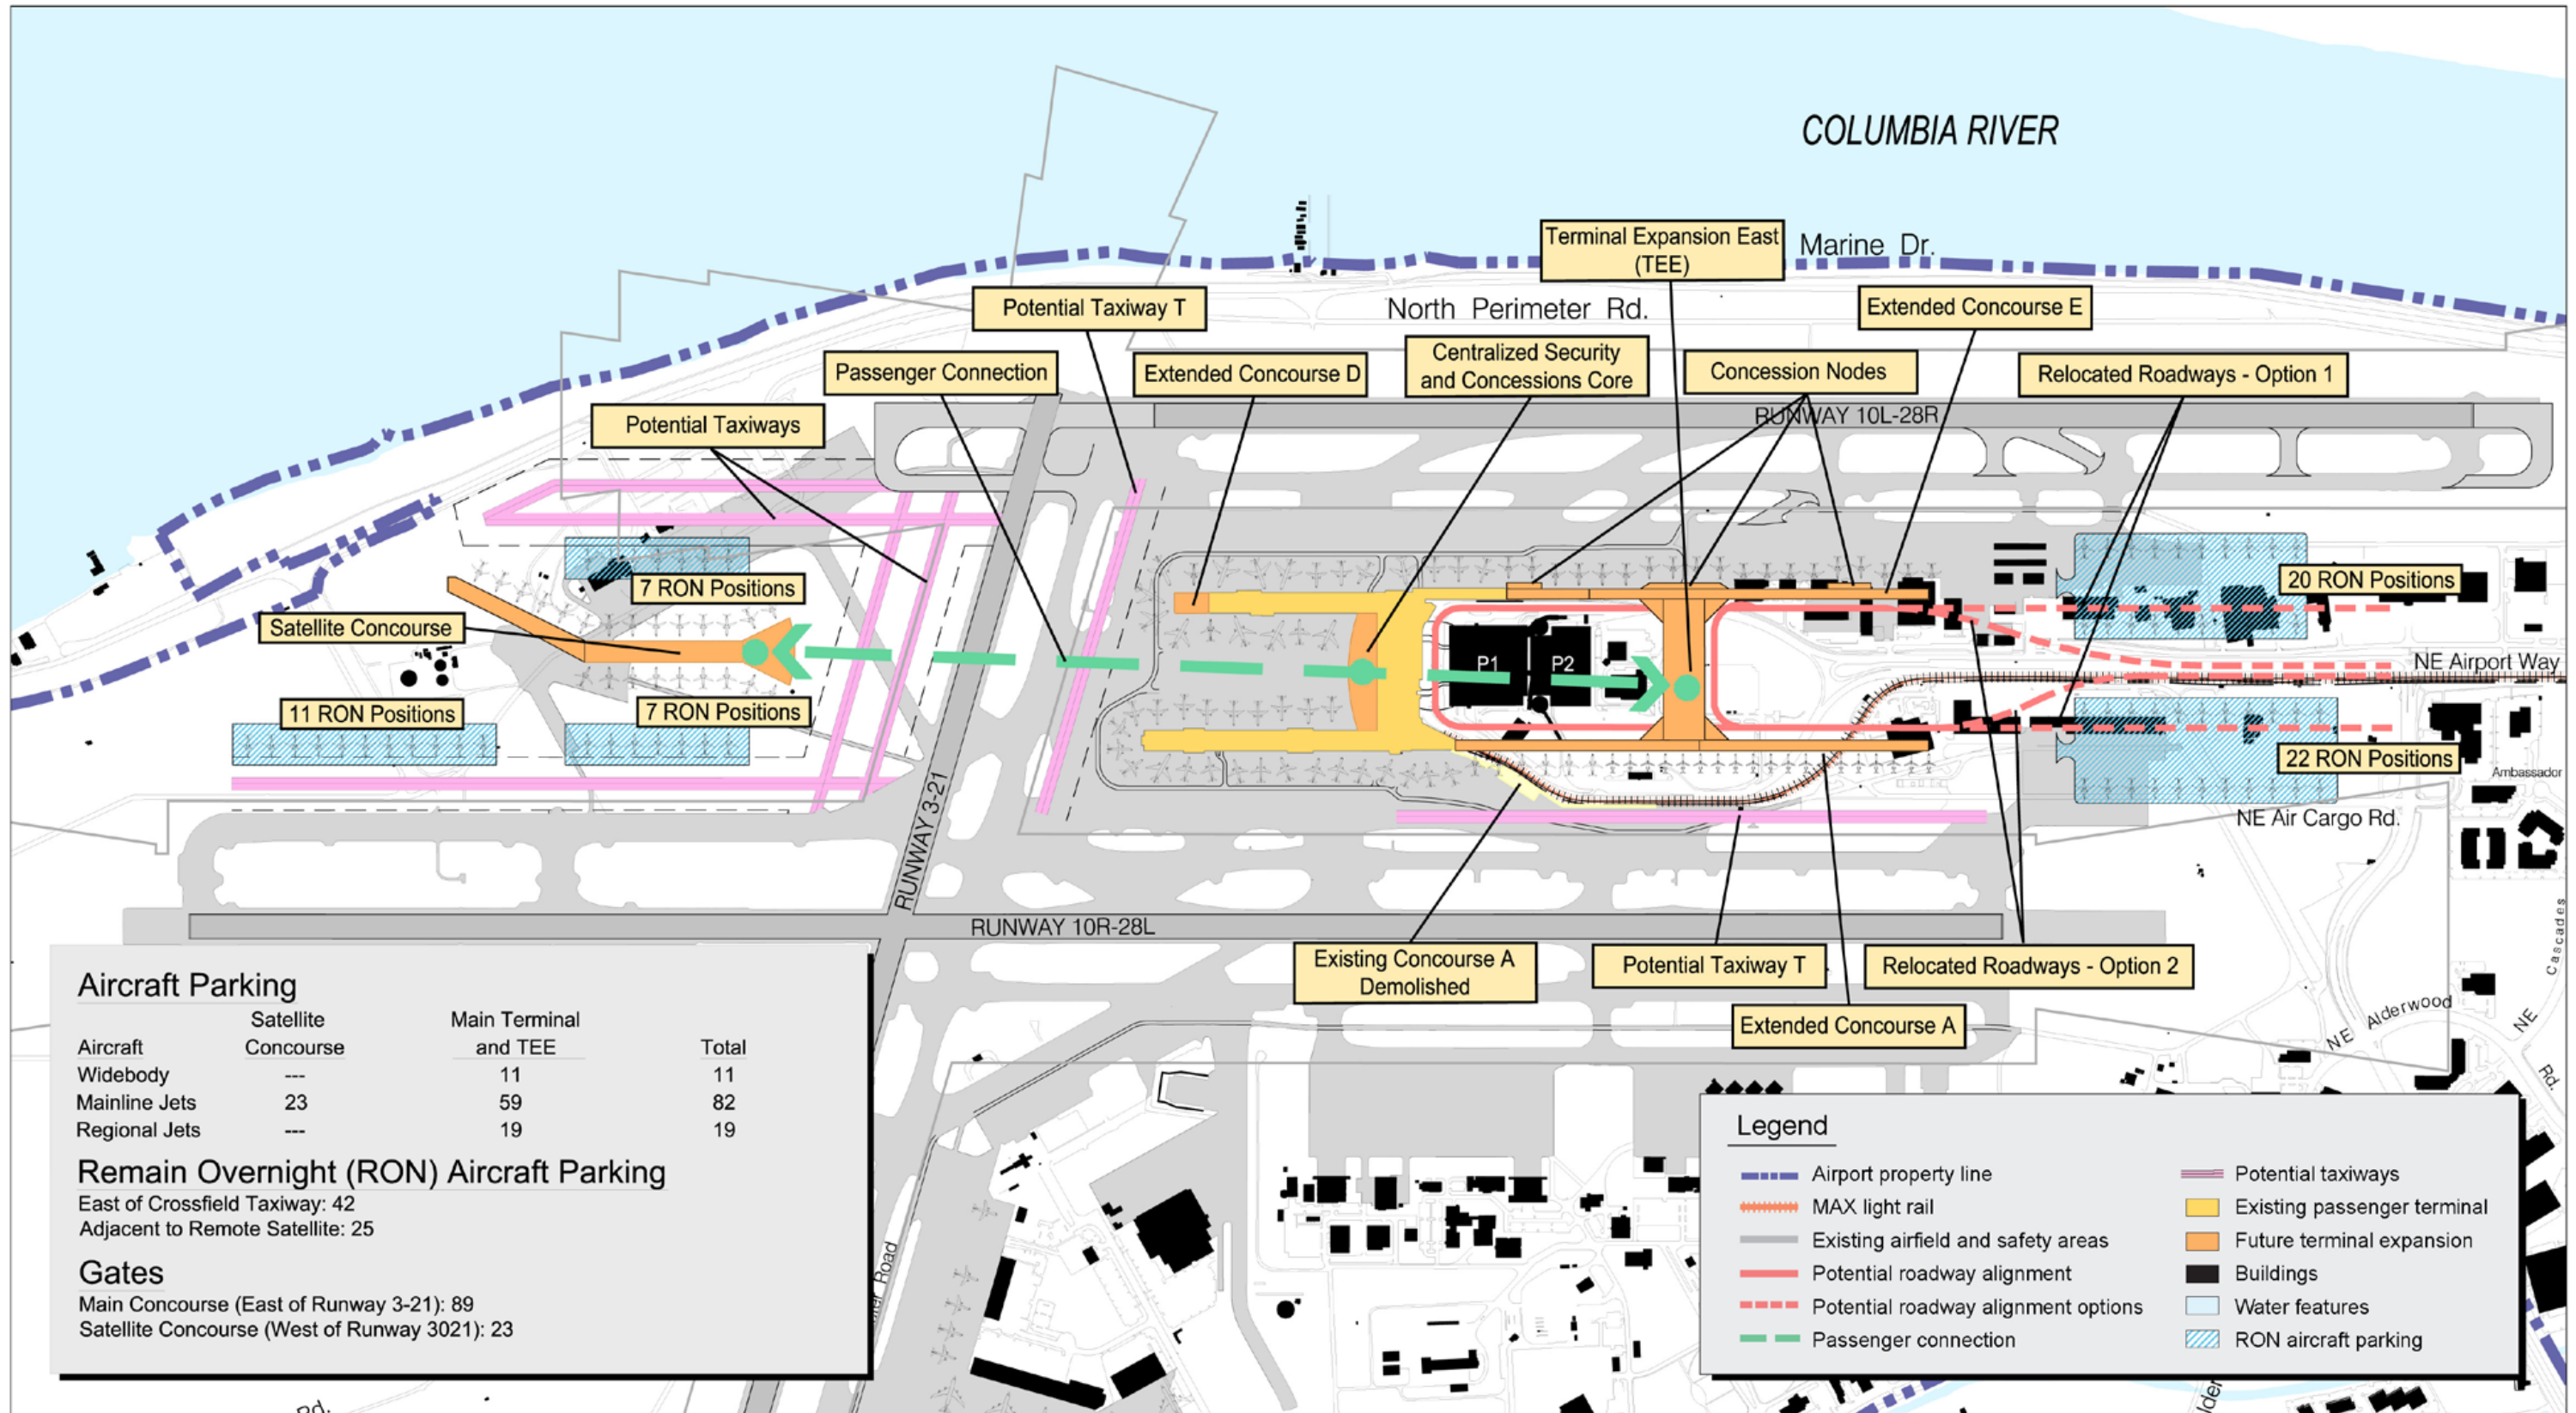 COLUMBIA RIVER
Terminal Expansion East
(TEE)
Marine Dr.
Potential Taxiway T
North Perimeter Rd.
Extended Concourse E
Passenger Connection
Extended Concourse D
Centralized Security
and Concessions Core
Concession Nodes
Relocated Roadways - Option 1
Potential Taxiways
RUNWAY 10L-28R
7 RON Positions
20 RON Positions
Satellite Concourse
P1
P2
NE Airport Way
11 RON Positions
7 RON Positions
22 RON Positions
Ambassador
NE Air Cargo Rd.
RUNWAY 3-21
RUNWAY 10R-28L
Existing Concourse A
Demolished
Potential Taxiway T
Relocated Roadways - Option 2
Extended Concourse A
Cascades
NE
NE Alderwood
Rd.
Aircraft Parking
Satellite Main Terminal
Aircraft Concourse and TEE Total
Widebody --- 11 11
Mainline Jets 23 59 82
Regional Jets --- 19 19
Remain Overnight (RON) Aircraft Parking
East of Crossfield Taxiway: 42
Adjacent to Remote Satellite: 25
Gates
Main Concourse (East of Runway 3-21): 89
Satellite Concourse (West of Runway 3021): 23
Road
Rd.
Legend
Airport property line
MAX light rail
Existing airfield and safety areas
Potential roadway alignment
Potential roadway alignment options
Passenger connection
Potential taxiways
Existing passenger terminal
Future terminal expansion
Buildings
Water features
RON aircraft parking